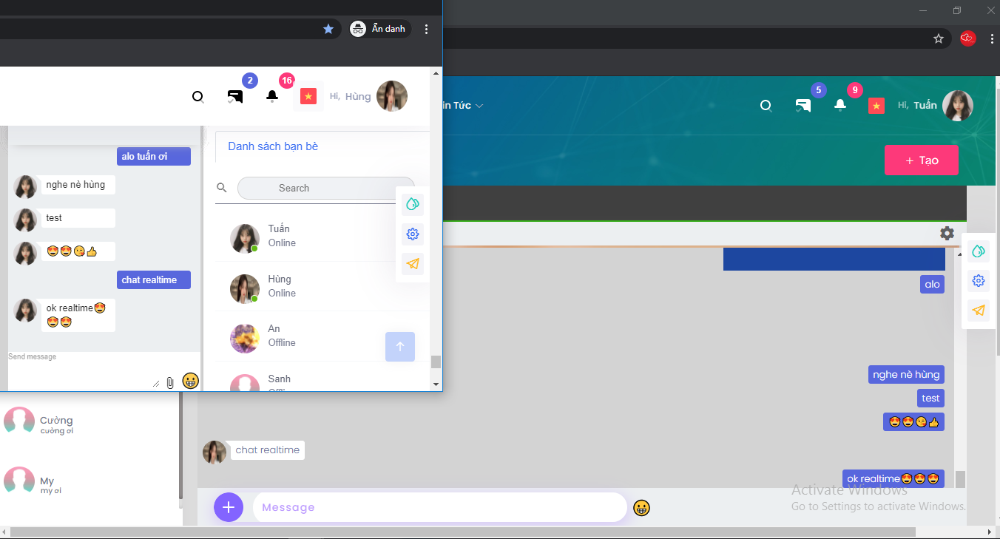 Ẩn danh
2
16
Hi, Hùng
in Tức
5
9
Hi, Tuấn
+ Tạo
alo tuấn ơi
nghe nè hùng
test
😍😍😘👍
chat realtime
ok realtime😍
😍😍
Send message
Danh sách bạn bè
Search
Tuấn
Online
Hùng
Online
An
Offline
Sanh
alo
nghe nè hùng
test
😍😍😘👍
chat realtime
ok realtime😍😍😍
Cường
cường ơi
My
my ơi
Message
Activate Windows
Go to Settings to activate Windows.